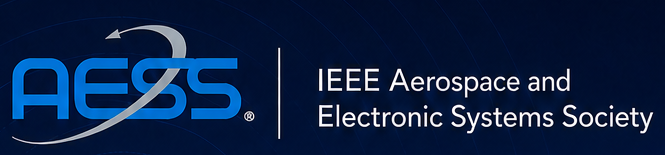 AESS®
IEEE Aerospace and
Electronic Systems Society